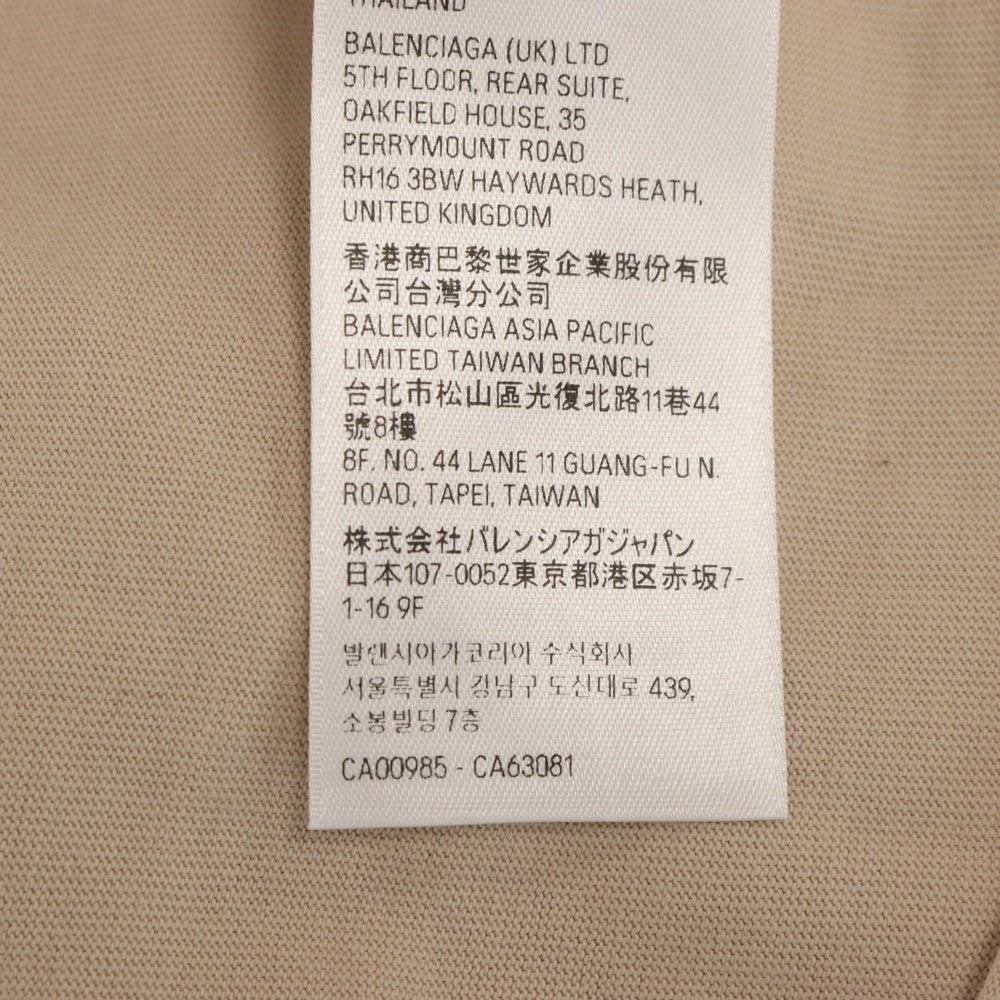 THAILAND
BALENCIAGA (UK) LTD
5TH FLOOR, REAR SUITE,
OAKFIELD HOUSE, 35
PERRYMOUNT ROAD
RH16 3BW HAYWARDS HEATH,
UNITED KINGDOM
香港商巴黎世家企業股份有限
公司台灣分公司
BALENCIAGA ASIA PACIFIC
LIMITED TAIWAN BRANCH
台北市松山區光復北路11巷44
號8樓
8F. NO. 44 LANE 11 GUANG-FU N.
ROAD, TAPEI, TAIWAN
株式会社バレンシアガジャパン
日本107-0052東京都港区赤坂7-
1-16 9F
발렌시아가코리아 수식회사
서울특별시 강남구 도산대로 439,
소봉빌딩 7층
CA00985 - CA63081